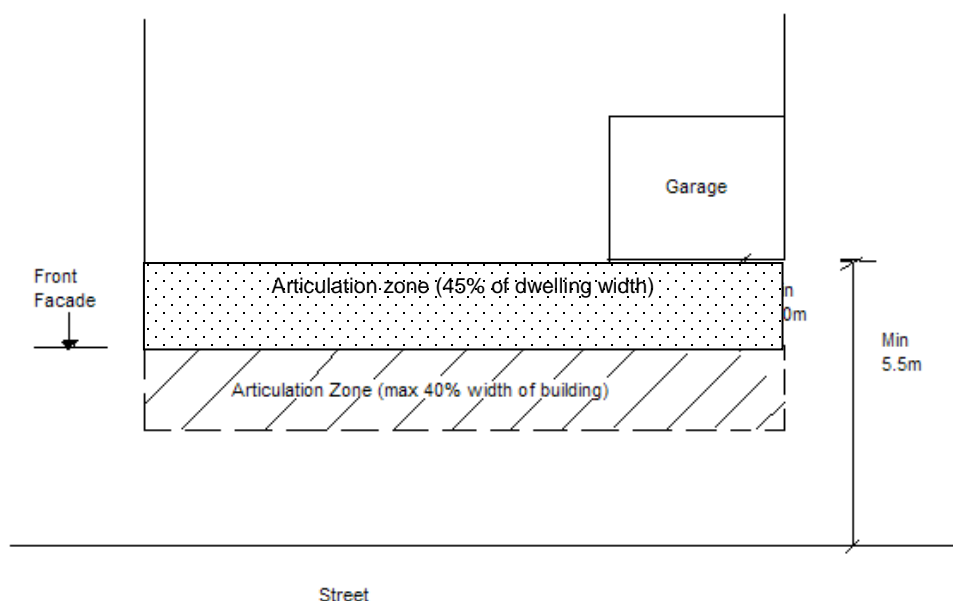 Garage
Front
Facade
Articulation zone (45% of dwelling width)
Min
5.5m
Articulation Zone (max 40% width of building)
Street